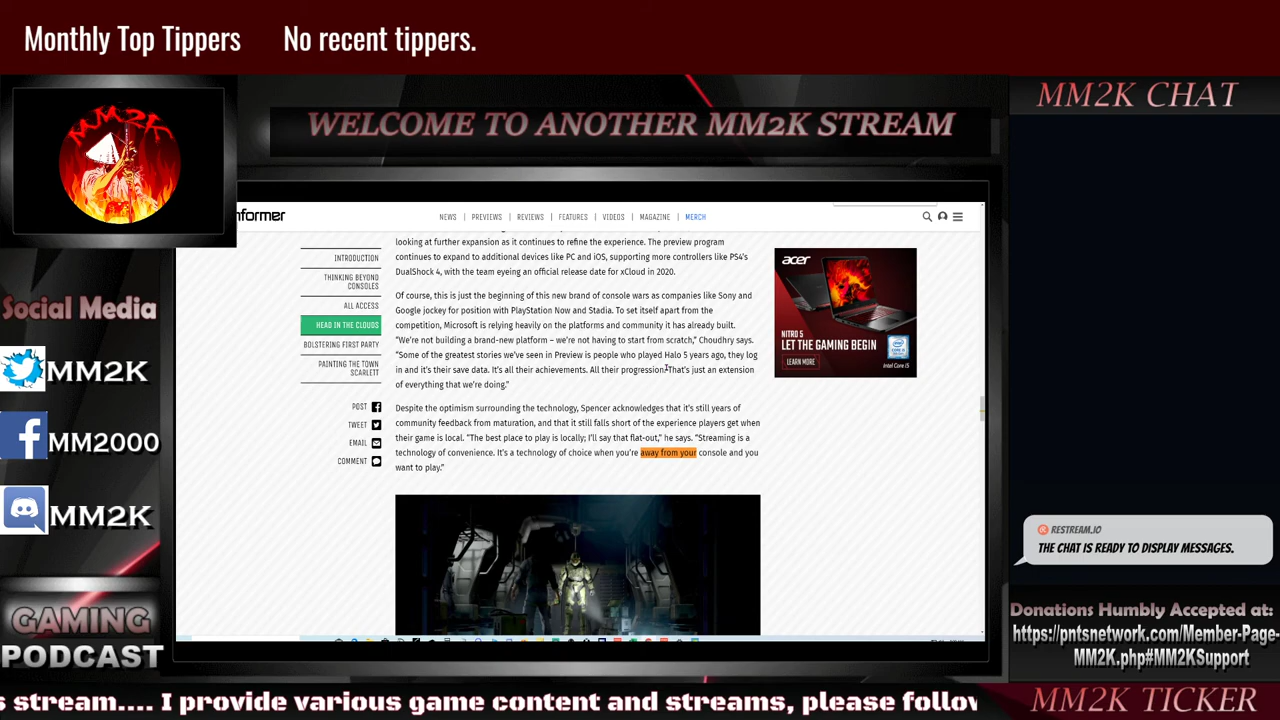 Monthly Top Tippers No recent tippers.
MM2K
WELCOME TO ANOTHER MM2K STREAM
MM2K CHAT
nformer
NEWS | PREVIEWS | REVIEWS | FEATURES | VIDEOS | MAGAZINE | MERCH
INTRODUCTION
THINKING BEYOND
CONSOLES
ALL ACCESS
HEAD IN THE CLOUDS
BOLSTERING FIRST PARTY
PAINTING THE TOWN
SCARLETT
POST
TWEET
EMAIL
COMMENT
looking at further expansion as it continues to refine the experience. The preview program
continues to expand to additional devices like PC and iOS, supporting more controllers like PS4's
DualShock 4, with the team eyeing an official release date for xCloud in 2020.
Of course, this is just the beginning of this new brand of console wars as companies like Sony and
Google jockey for position with PlayStation Now and Stadia. To set itself apart from the
competition, Microsoft is relying heavily on the platforms and community it has already built.
"We're not building a brand-new platform – we're not having to start from scratch," Choudhry says.
"Some of the greatest stories we've seen in Preview is people who played Halo 5 years ago, they log
in and it's their save data. It's all their achievements. All their progression. That's just an extension
of everything that we're doing."
Despite the optimism surrounding the technology, Spencer acknowledges that it's still years of
community feedback from maturation, and that it still falls short of the experience players get when
their game is local. "The best place to play is locally; I'll say that flat-out," he says. "Streaming is a
technology of convenience. It's a technology of choice when you're away from your console and you
want to play."
acer
NITRO 5
LET THE GAMING BEGIN
LEARN MORE
Intel Core i5
Social Media
MM2K
MM2000
MM2K
GAMING
PODCAST
RESTREAM.IO
THE CHAT IS READY TO DISPLAY MESSAGES.
Donations Humbly Accepted at:
https://pntsnetwork.com/Member-Page-
MM2K.php#MM2KSupport
s stream.... I provide various game content and streams, please follow
MM2K TICKER